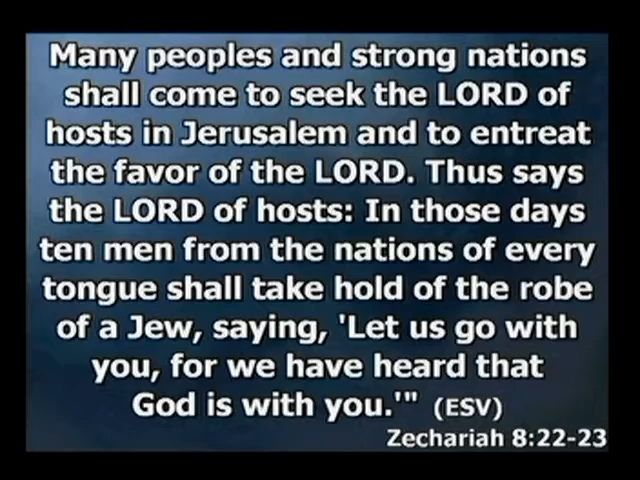 Many peoples and strong nations
shall come to seek the LORD of
hosts in Jerusalem and to entreat
the favor of the LORD. Thus says
the LORD of hosts: In those days
ten men from the nations of every
tongue shall take hold of the robe
of a Jew, saying, 'Let us go with
you, for we have heard that
God is with you.'" (ESV)
Zechariah 8:22-23